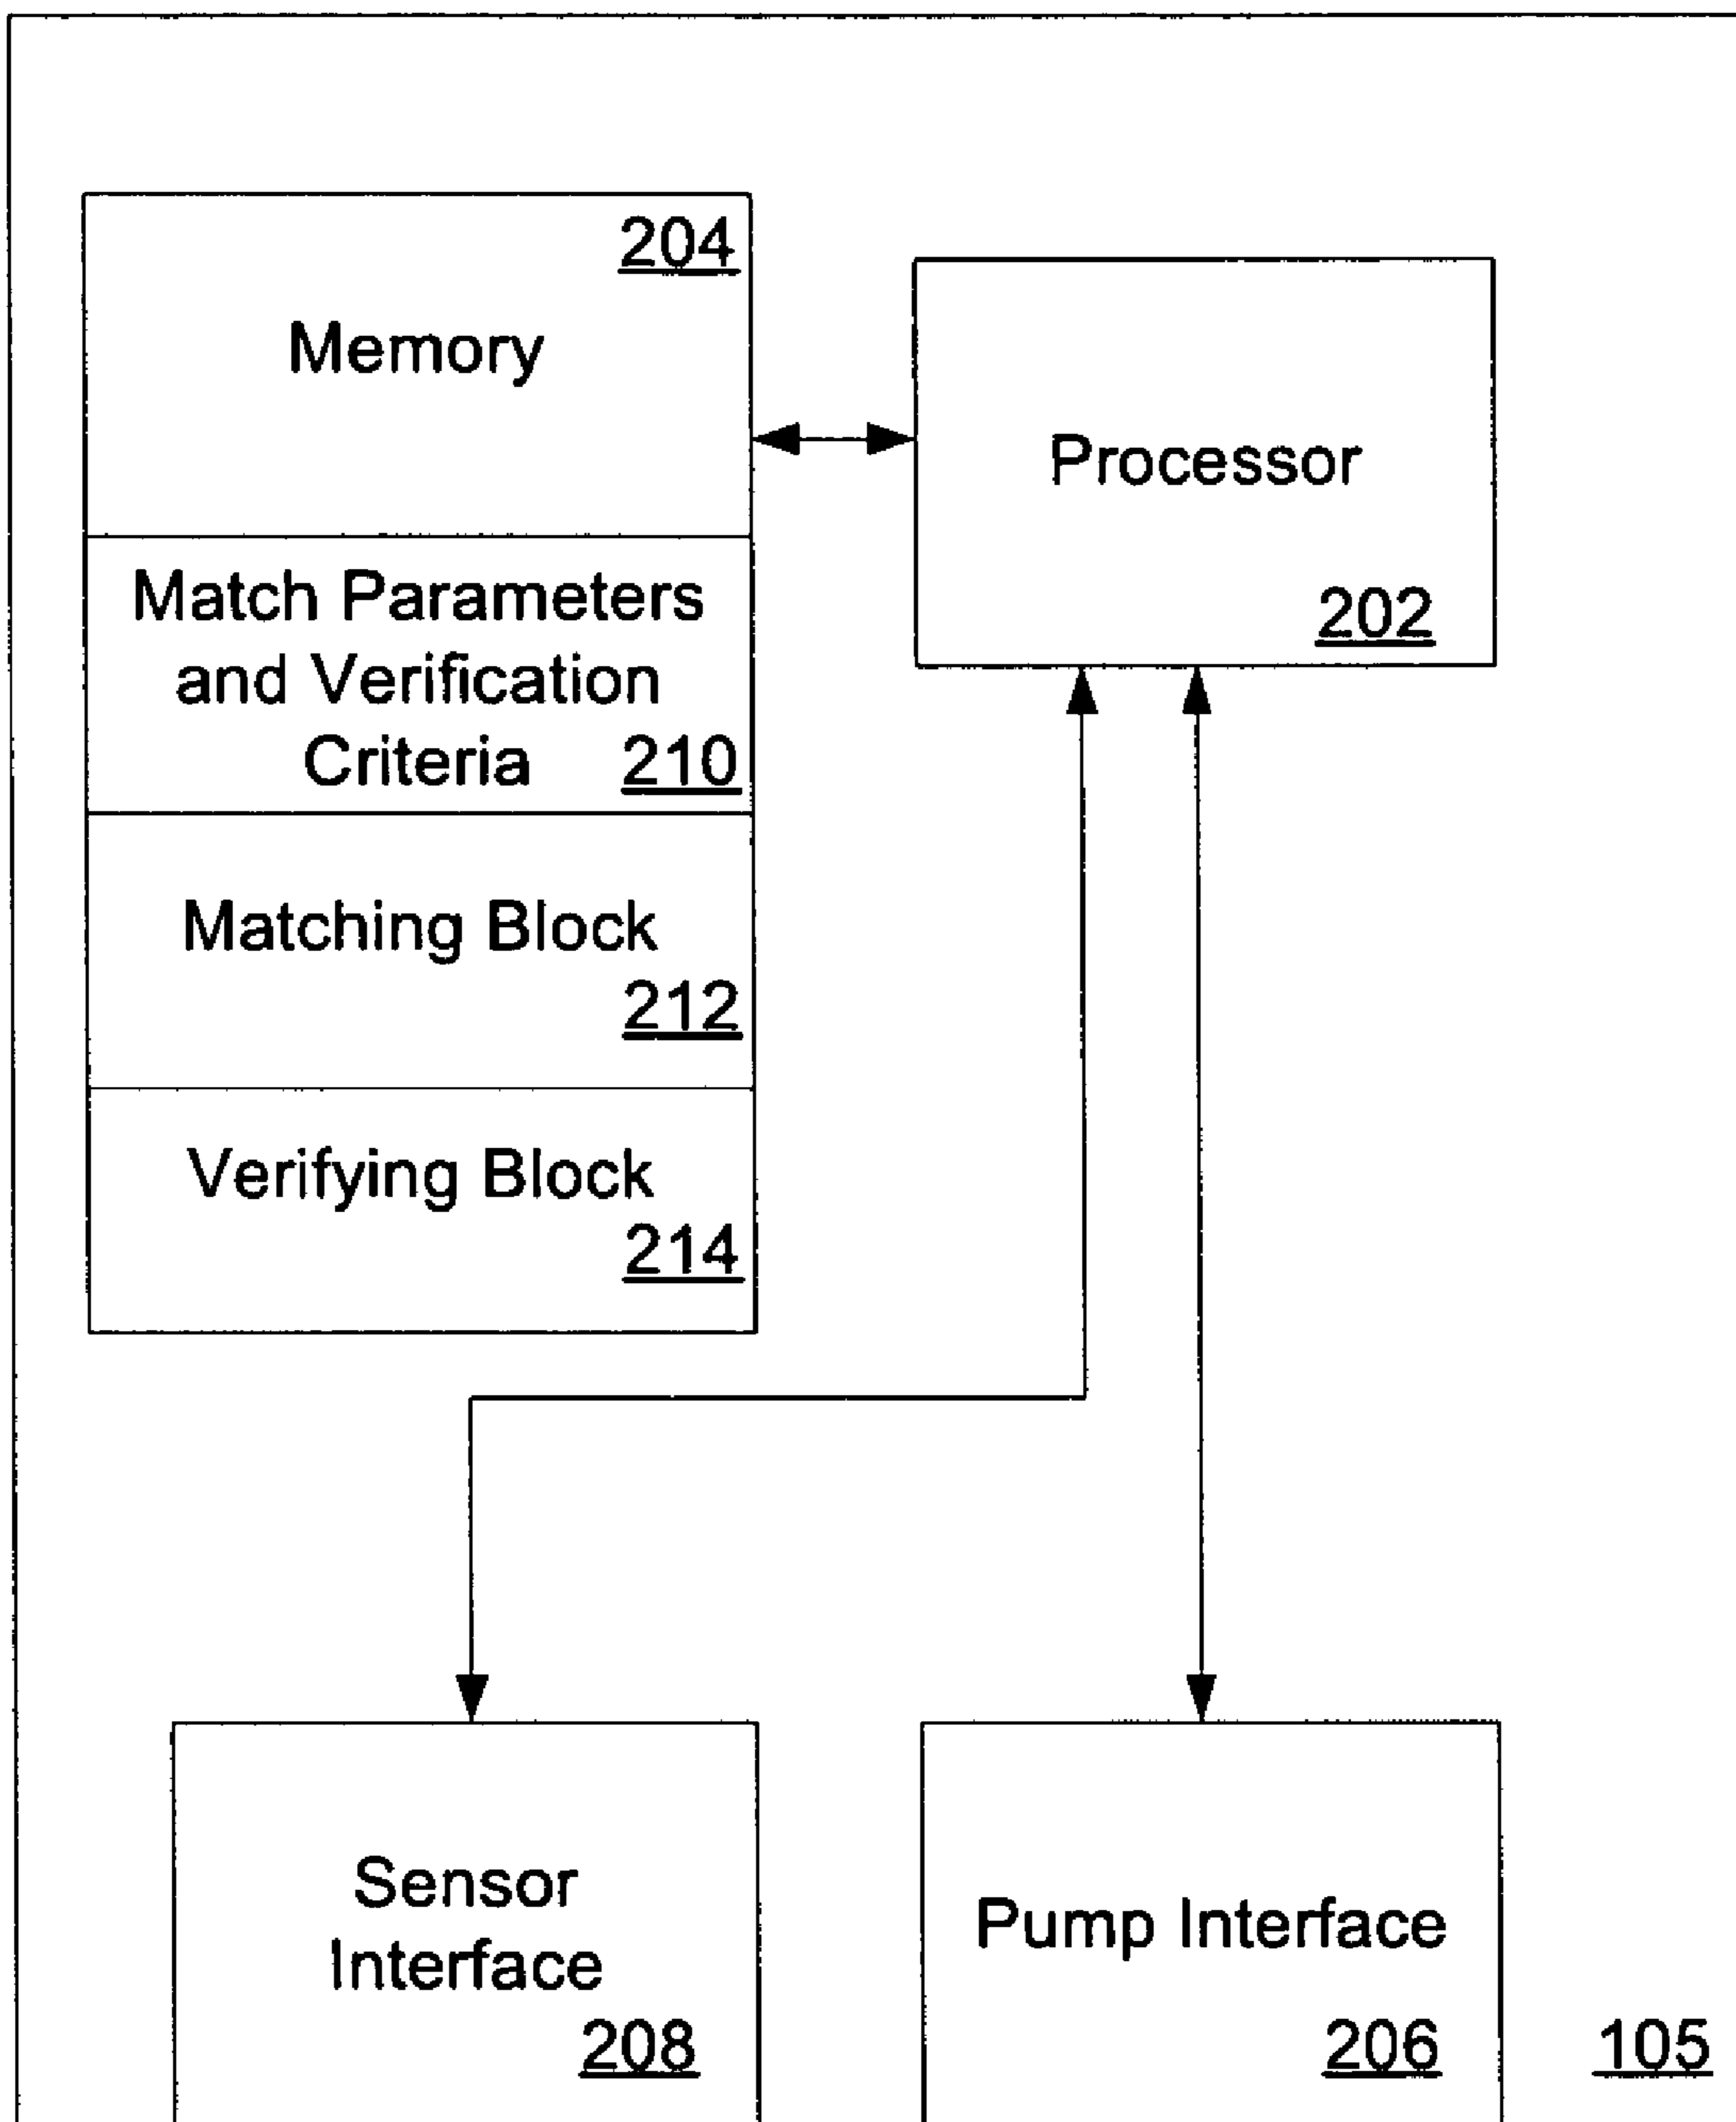 204
Memory
Match Parameters
and Verification
Criteria 210
Matching Block
212
Verifying Block
214
Processor
202
Sensor
Interface
208
Pump Interface
206
105